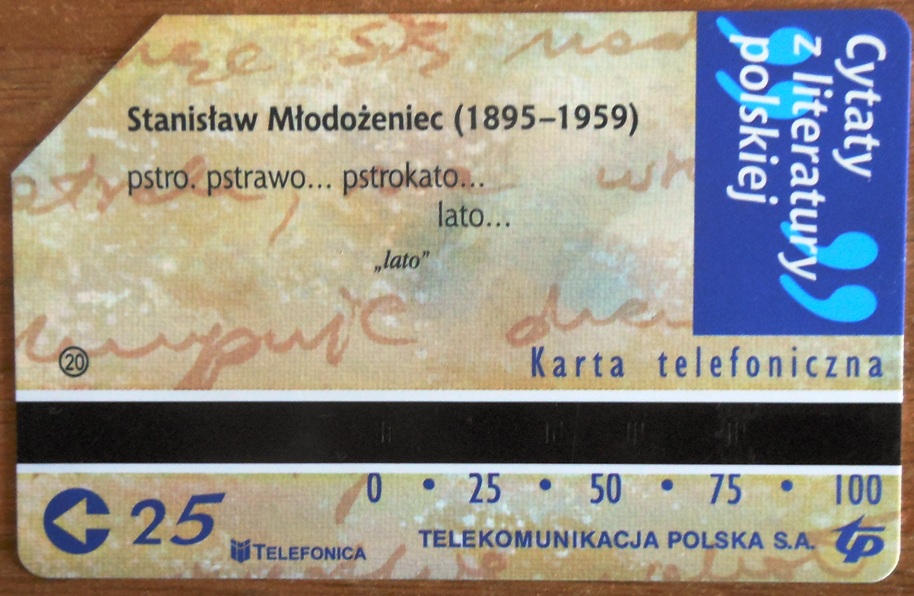 Stanisław Młodożeniec (1895–1959)
pstro. pstrawo... pstrokato...
lato...
„lato”
Cytaty
z literatury
polskiej
20
Karta telefoniczna
0 • 25 • 50 • 75 • 100
25
TELEFONICA
TELEKOMUNIKACJA POLSKA S.A.
tp